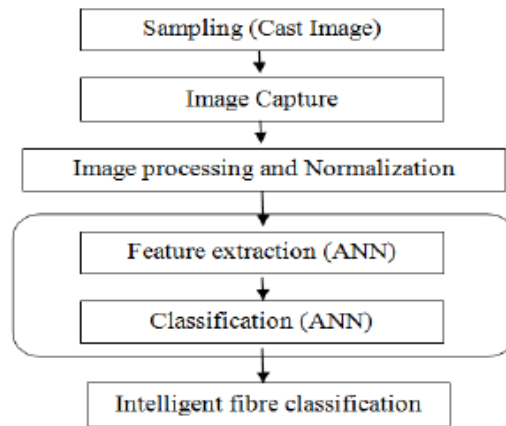 Sampling (Cast Image)
Image Capture
Image processing and Normalization
Feature extraction (ANN)
Classification (ANN)
Intelligent fibre classification